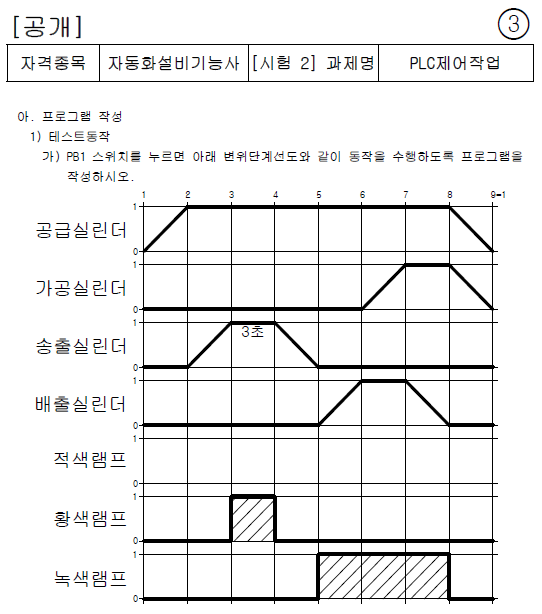 [공개]
③
자격종목 자동화설비기능사 [시험 2] 과제명 PLC제어작업
아. 프로그램 작성
1) 테스트동작
가) PB1 스위치를 누르면 아래 변위단계선도와 같이 동작을 수행하도록 프로그램을
작성하시오.
1 2 3 4 5 6 7 8 9=1
공급실린더 1 0
가공실린더 1 0
송출실린더 1 0 3초
배출실린더 1 0
적색램프 1 0
황색램프 1 0
녹색램프 1 0